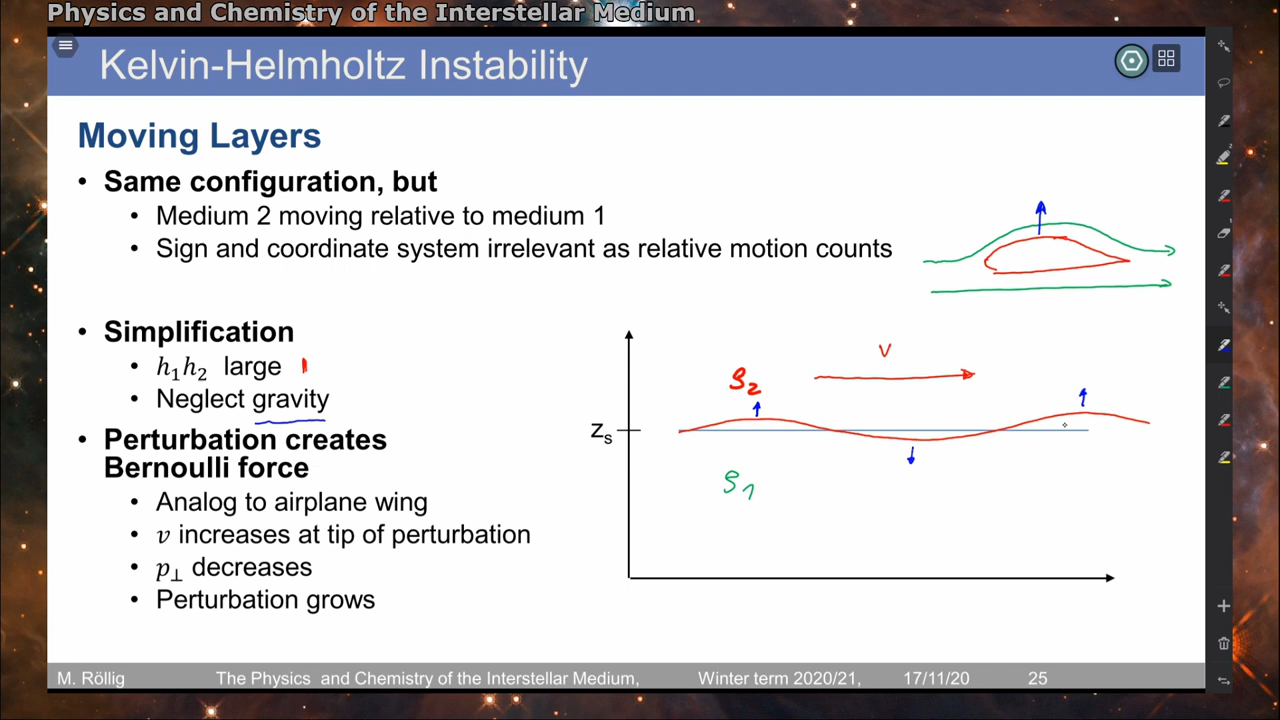 Physics and Chemistry of the Interstellar Medium
Kelvin-Helmholtz Instability
Moving Layers
• Same configuration, but
• Medium 2 moving relative to medium 1
• Sign and coordinate system irrelevant as relative motion counts
• Simplification
• h₁h₂ large
• Neglect gravity
• Perturbation creates
Bernoulli force
• Analog to airplane wing
• v increases at tip of perturbation
• p⊥ decreases
• Perturbation grows
v
ρ₂
zₛ
ρ₁
M. Röllig The Physics and Chemistry of the Interstellar Medium, Winter term 2020/21, 17/11/20 25